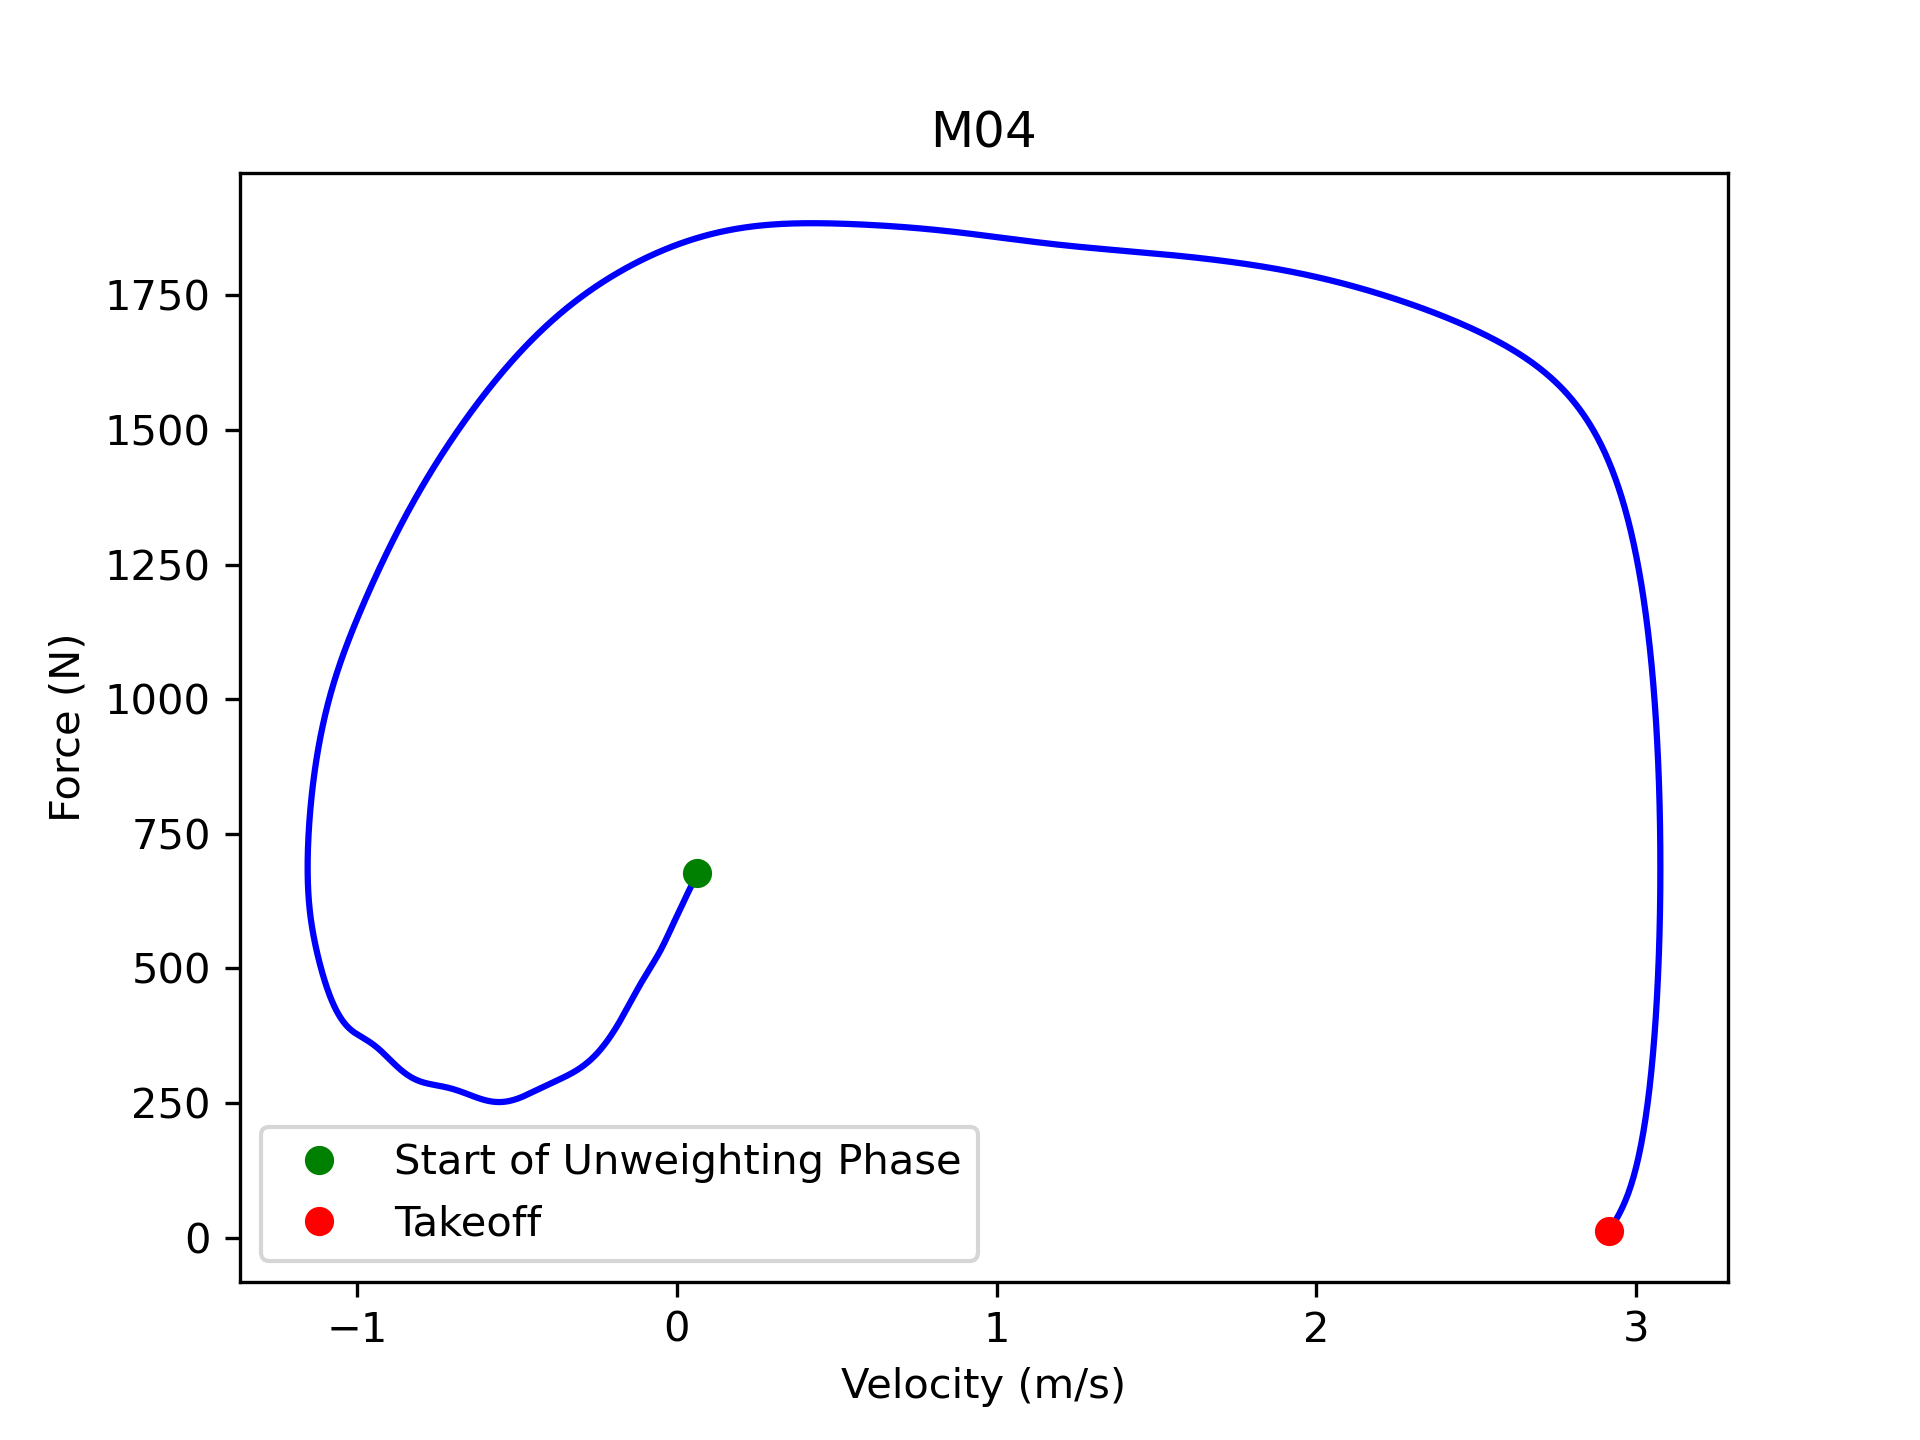 M04
Force (N)
1750
1500
1250
1000
750
500
250
0
Start of Unweighting Phase
Takeoff
−1 0 1 2 3
Velocity (m/s)